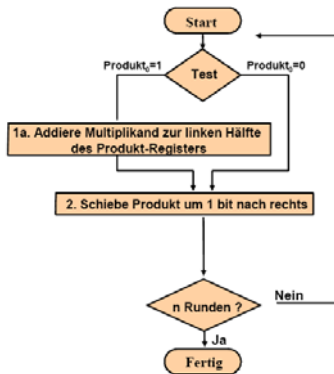 Start
Produkt₀=1
Produkt₀=0
Test
1a. Addiere Multiplikand zur linken Hälfte
des Produkt-Registers
2. Schiebe Produkt um 1 bit nach rechts
n Runden ?
Nein
Ja
Fertig